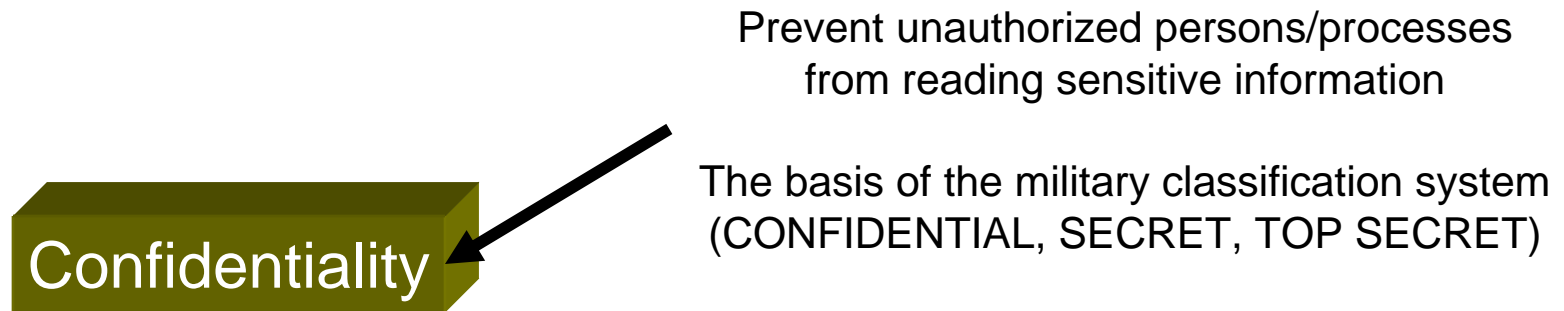 Prevent unauthorized persons/processes
from reading sensitive information
The basis of the military classification system
(CONFIDENTIAL, SECRET, TOP SECRET)
Confidentiality